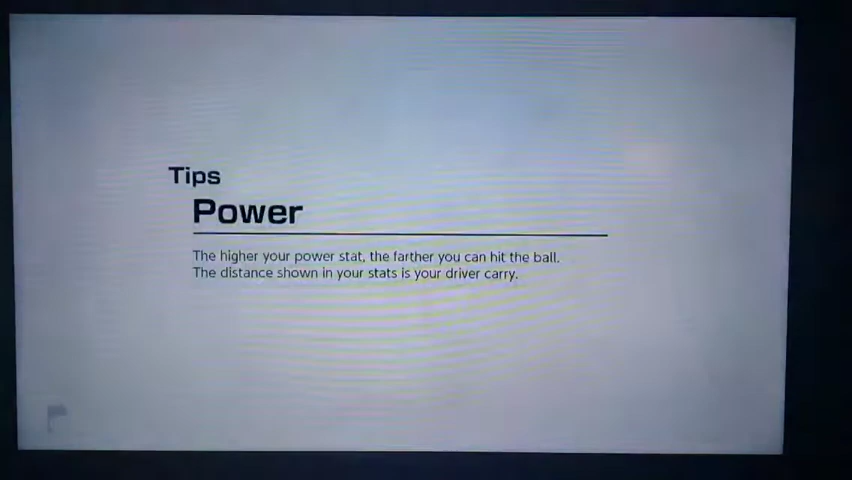 Tips
Power
The higher your power stat, the farther you can hit the ball.
The distance shown in your stats is your driver carry.